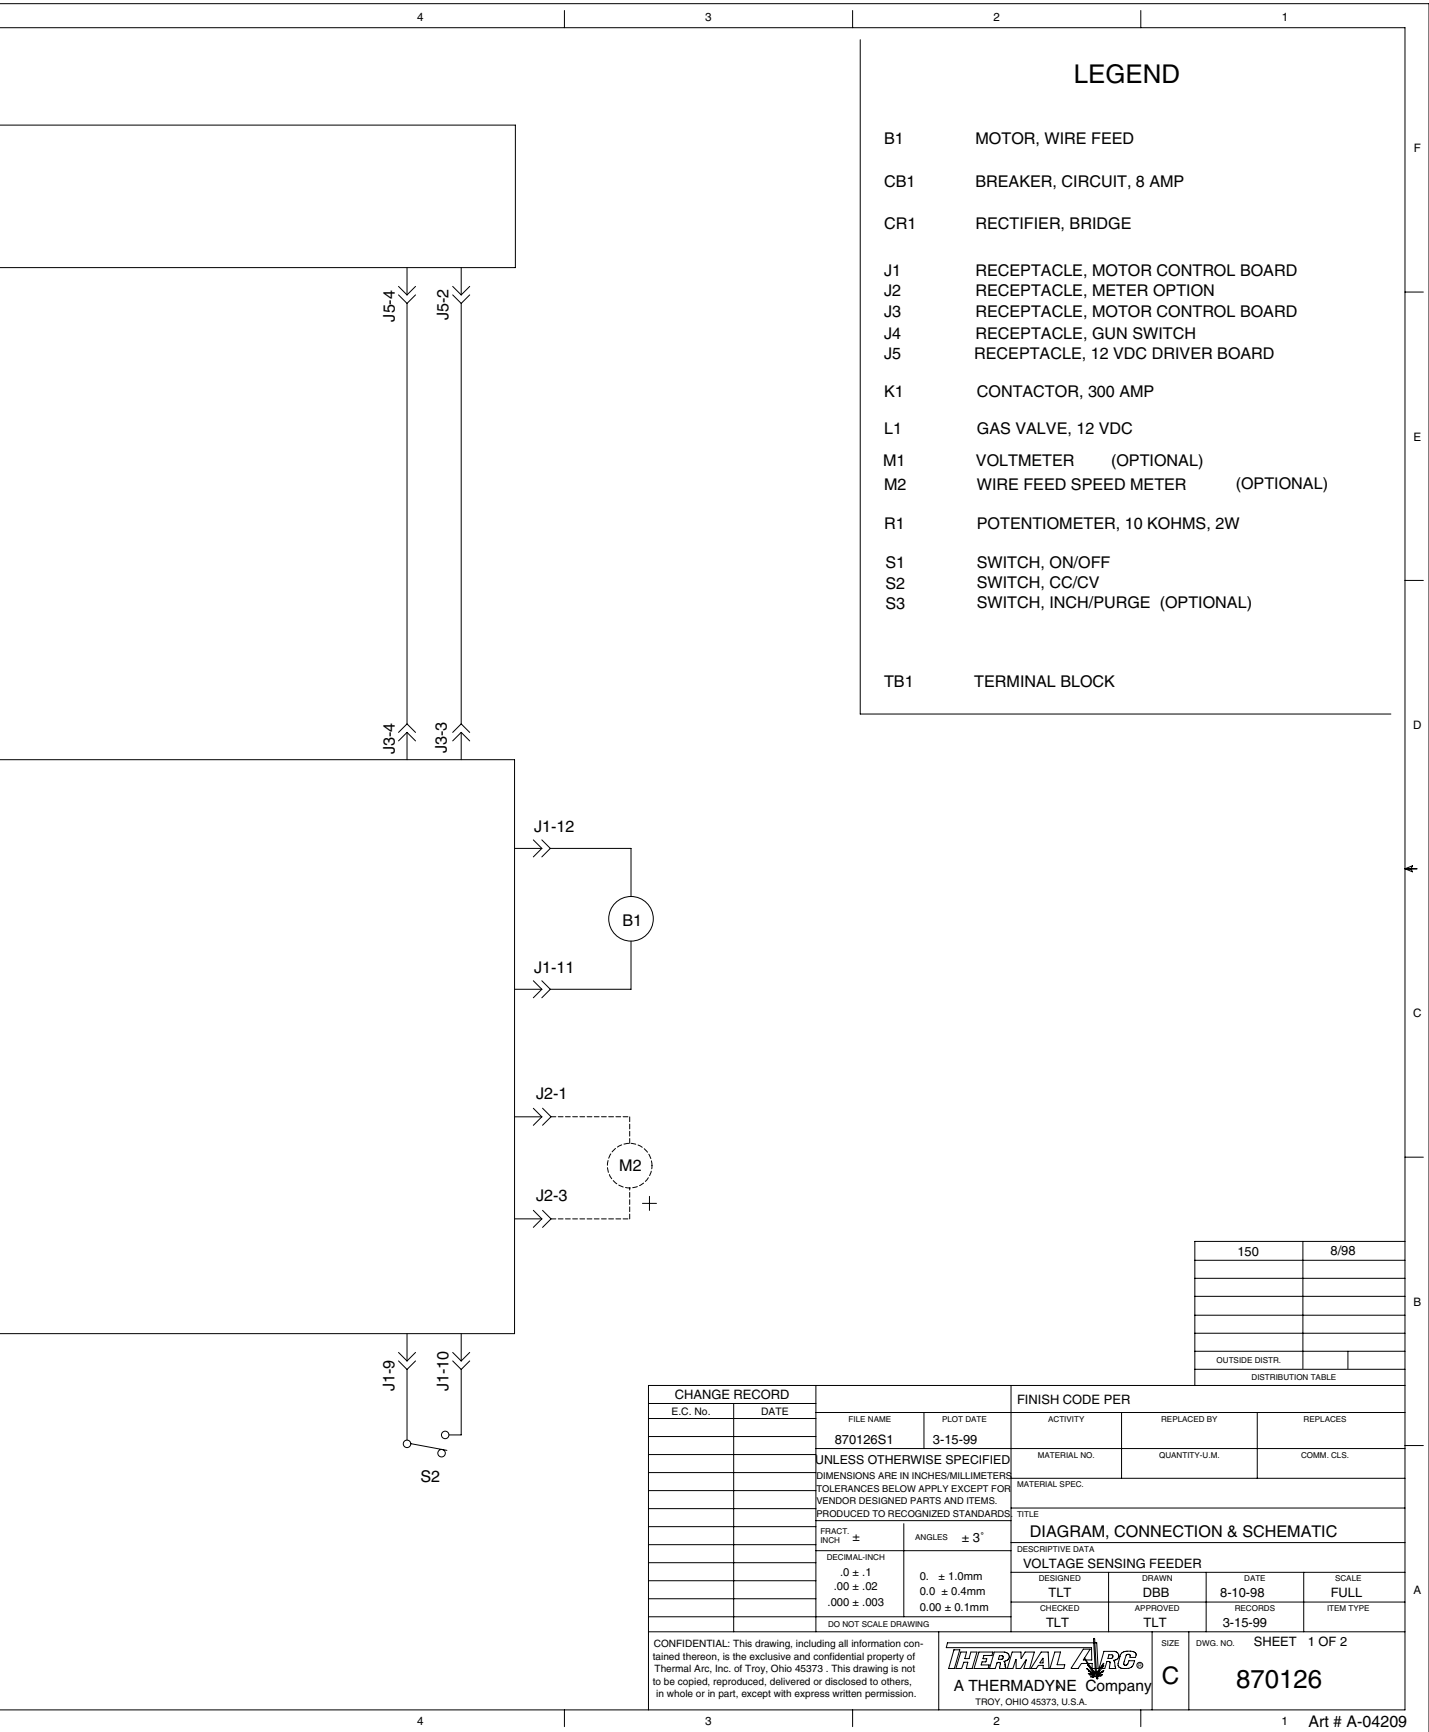 4 3 2 1
LEGEND
B1 MOTOR, WIRE FEED
F
CB1 BREAKER, CIRCUIT, 8 AMP
CR1 RECTIFIER, BRIDGE
J1 RECEPTACLE, MOTOR CONTROL BOARD
J2 RECEPTACLE, METER OPTION
J3 RECEPTACLE, MOTOR CONTROL BOARD
J4 RECEPTACLE, GUN SWITCH
J5 RECEPTACLE, 12 VDC DRIVER BOARD
J5-4 J5-2
K1 CONTACTOR, 300 AMP
L1 GAS VALVE, 12 VDC
E
M1 VOLTMETER (OPTIONAL)
M2 WIRE FEED SPEED METER (OPTIONAL)
R1 POTENTIOMETER, 10 KOHMS, 2W
S1 SWITCH, ON/OFF
S2 SWITCH, CC/CV
S3 SWITCH, INCH/PURGE (OPTIONAL)
TB1 TERMINAL BLOCK
D
J3-4 J3-3
J1-12
B1
J1-11
C
J2-1
M2
J2-3
+
150 8/98
B
OUTSIDE DISTR.
DISTRIBUTION TABLE
J1-9 J1-10
S2
CHANGE RECORD
E.C. No. DATE
FILE NAME PLOT DATE
870126S1 3-15-99
UNLESS OTHERWISE SPECIFIED
DIMENSIONS ARE IN INCHES/MILLIMETERS
TOLERANCES BELOW APPLY EXCEPT FOR
VENDOR DESIGNED PARTS AND ITEMS.
PRODUCED TO RECOGNIZED STANDARDS.
FRACT.
INCH ±
ANGLES ± 3°
DECIMAL-INCH
.0 ± .1
.00 ± .02
.000 ± .003
0. ± 1.0mm
0.0 ± 0.4mm
0.00 ± 0.1mm
DO NOT SCALE DRAWING
FINISH CODE PER
ACTIVITY REPLACED BY REPLACES
MATERIAL NO. QUANTITY-U.M. COMM. CLS.
MATERIAL SPEC.
TITLE
DIAGRAM, CONNECTION & SCHEMATIC
DESCRIPTIVE DATA
VOLTAGE SENSING FEEDER
DESIGNED DRAWN DATE SCALE
TLT DBB 8-10-98 FULL
A
CHECKED APPROVED RECORDS ITEM TYPE
TLT TLT 3-15-99
CONFIDENTIAL: This drawing, including all information con-
tained thereon, is the exclusive and confidential property of
Thermal Arc, Inc. of Troy, Ohio 45373 . This drawing is not
to be copied, reproduced, delivered or disclosed to others,
in whole or in part, except with express written permission.
THERMAL ARC®
A THERMADYNE Company
TROY, OHIO 45373, U.S.A.
SIZE
C
DWG. NO. SHEET 1 OF 2
870126
4 3 2 1
Art # A-04209